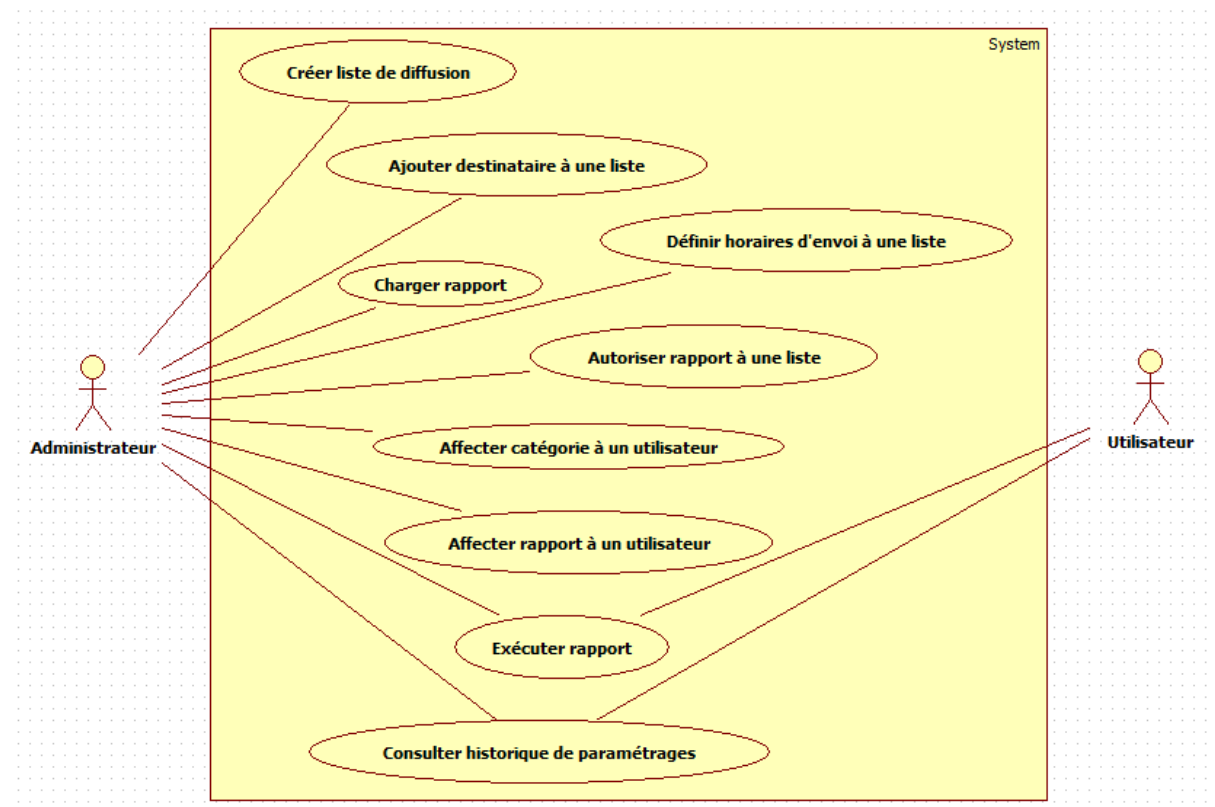 System
Créer liste de diffusion
Ajouter destinataire à une liste
Définir horaires d'envoi à une liste
Charger rapport
Autoriser rapport à une liste
Administrateur
Utilisateur
Affecter catégorie à un utilisateur
Affecter rapport à un utilisateur
Exécuter rapport
Consulter historique de paramétrages